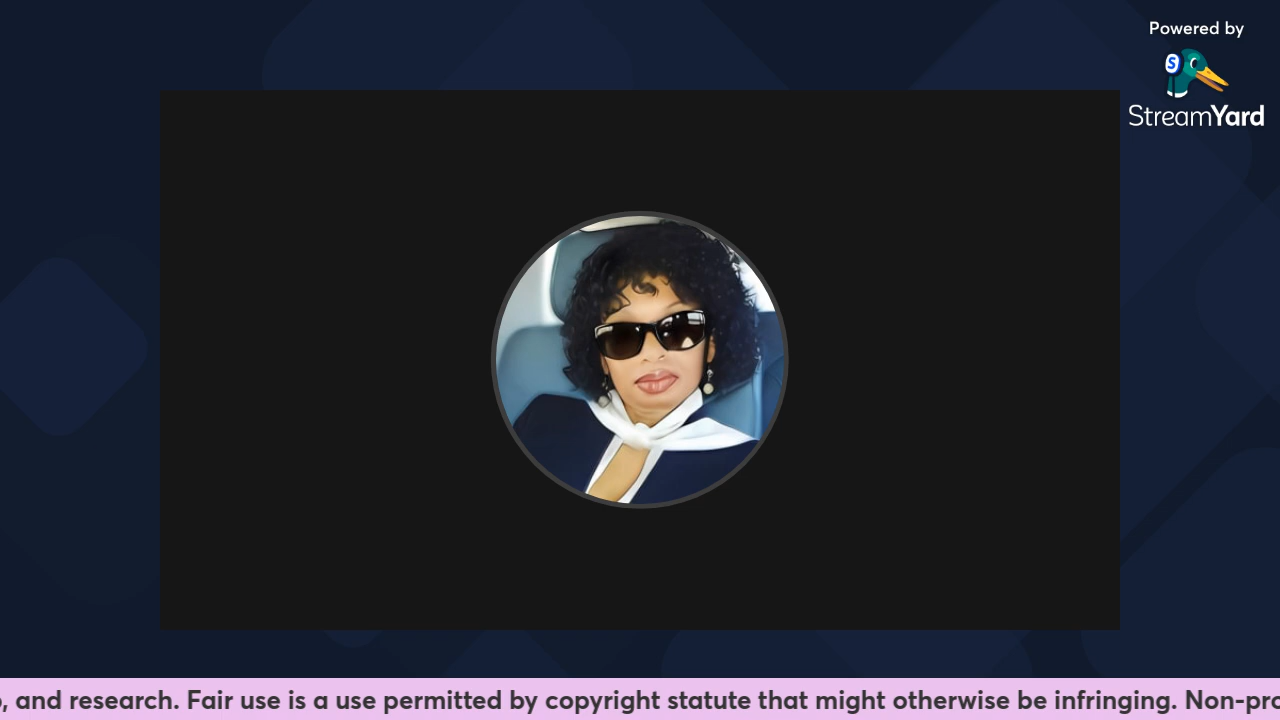 Powered by
S
StreamYard
, and research. Fair use is a use permitted by copyright statute that might otherwise be infringing. Non-pro